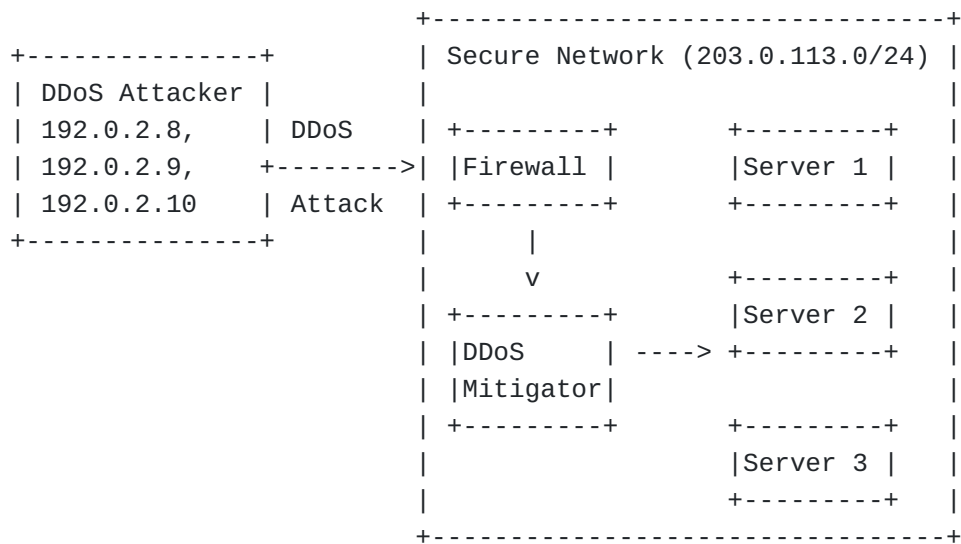 Secure Network (203.0.113.0/24)
DDoS Attacker
192.0.2.8,
192.0.2.9,
192.0.2.10
DDoS
Attack
Firewall
Server 1
Server 2
DDoS
Mitigator
Server 3